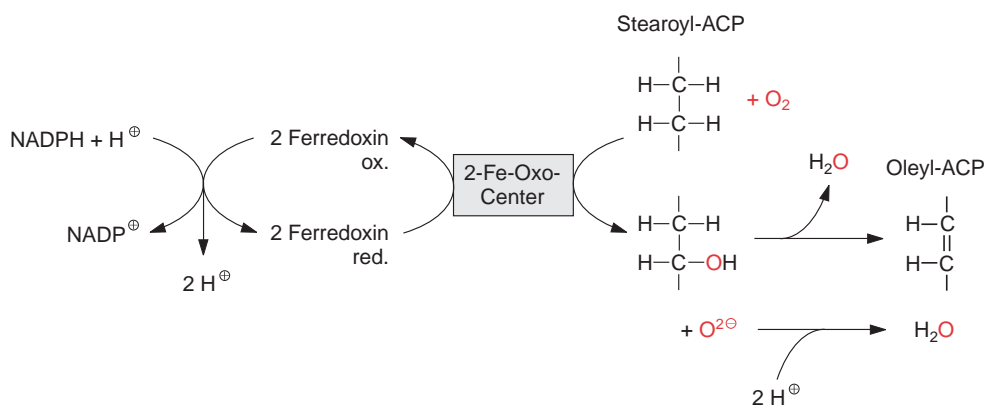 Stearoyl-ACP
H–C–H
+ O₂
H–C–H
NADPH + H⊕
2 Ferredoxin
ox.
2-Fe-Oxo-
Center
H₂O
Oleyl-ACP
NADP⊕
2 Ferredoxin
red.
2 H⊕
H–C–H
H–C–OH
H–C
H–C
+ O²⊖
H₂O
2 H⊕